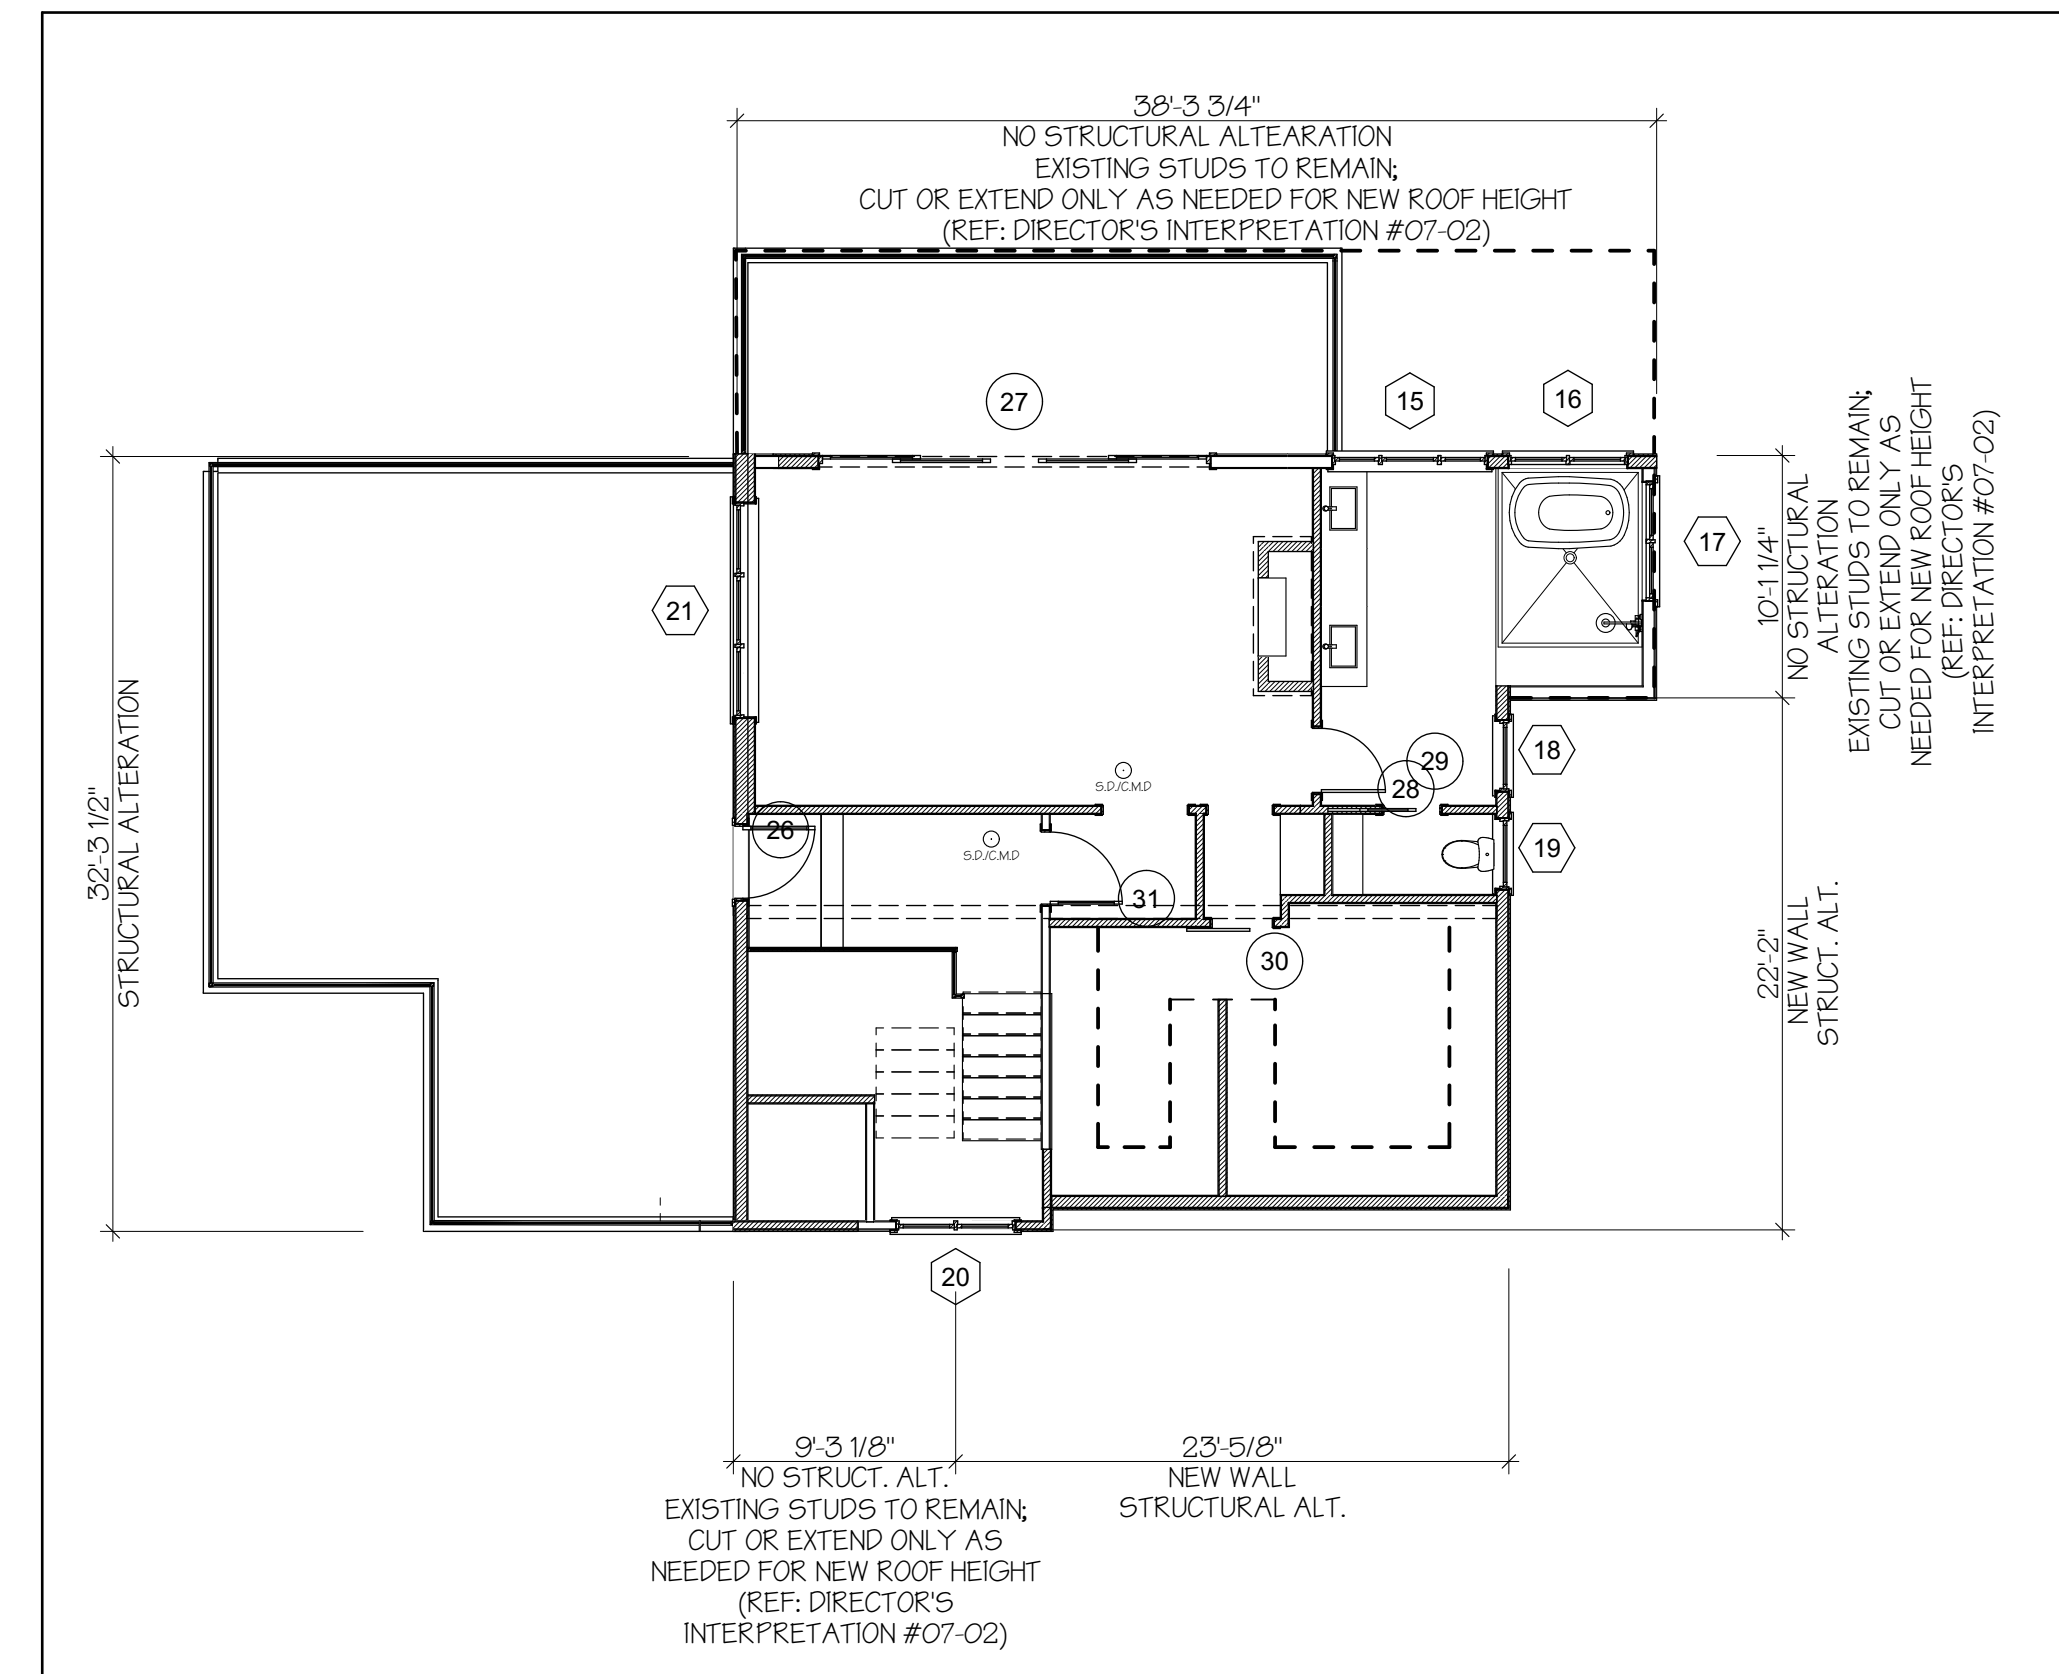 38'-3 3/4"
NO STRUCTURAL ALTEARATION
EXISTING STUDS TO REMAIN;
CUT OR EXTEND ONLY AS NEEDED FOR NEW ROOF HEIGHT
(REF: DIRECTOR'S INTERPRETATION #07-02)
27
15
16
17
10'-1 1/4"
NO STRUCTURAL
ALTERATION
EXISTING STUDS TO REMAIN;
CUT OR EXTEND ONLY AS
NEEDED FOR NEW ROOF HEIGHT
(REF: DIRECTOR'S
INTERPRETATION #07-02)
21
32'-3 1/2"
STRUCTURAL ALTERATION
18
29
28
S.D./C.M.D
26
S.D./C.M.D
19
31
30
22'-2"
NEW WALL
STRUCT. ALT.
20
9'-3 1/8"
NO STRUCT. ALT.
EXISTING STUDS TO REMAIN;
CUT OR EXTEND ONLY AS
NEEDED FOR NEW ROOF HEIGHT
(REF: DIRECTOR'S
INTERPRETATION #07-02)
23'-5/8"
NEW WALL
STRUCTURAL ALT.